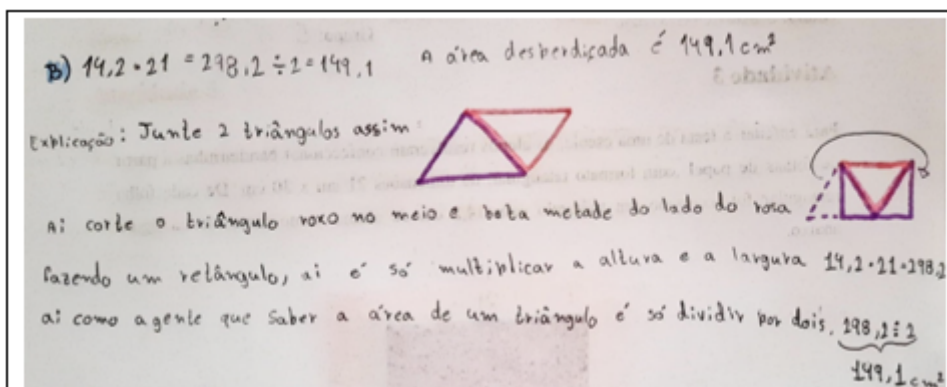 B) 14,2 • 21 = 298,2 ÷ 2 = 149,1 A área desberdiçada é 149,1 cm²
Explicação: Junte 2 triângulos assim
Ai corte o triângulo roxo no meio e bota metade do lado do rosa
fazendo um retângulo, ai é só multiplicar a altura e a largura 14,2 • 21 = 298,2
ai como agente quer saber a área de um triângulo é só dividir por dois. 298,2 ÷ 2
149,1 cm²